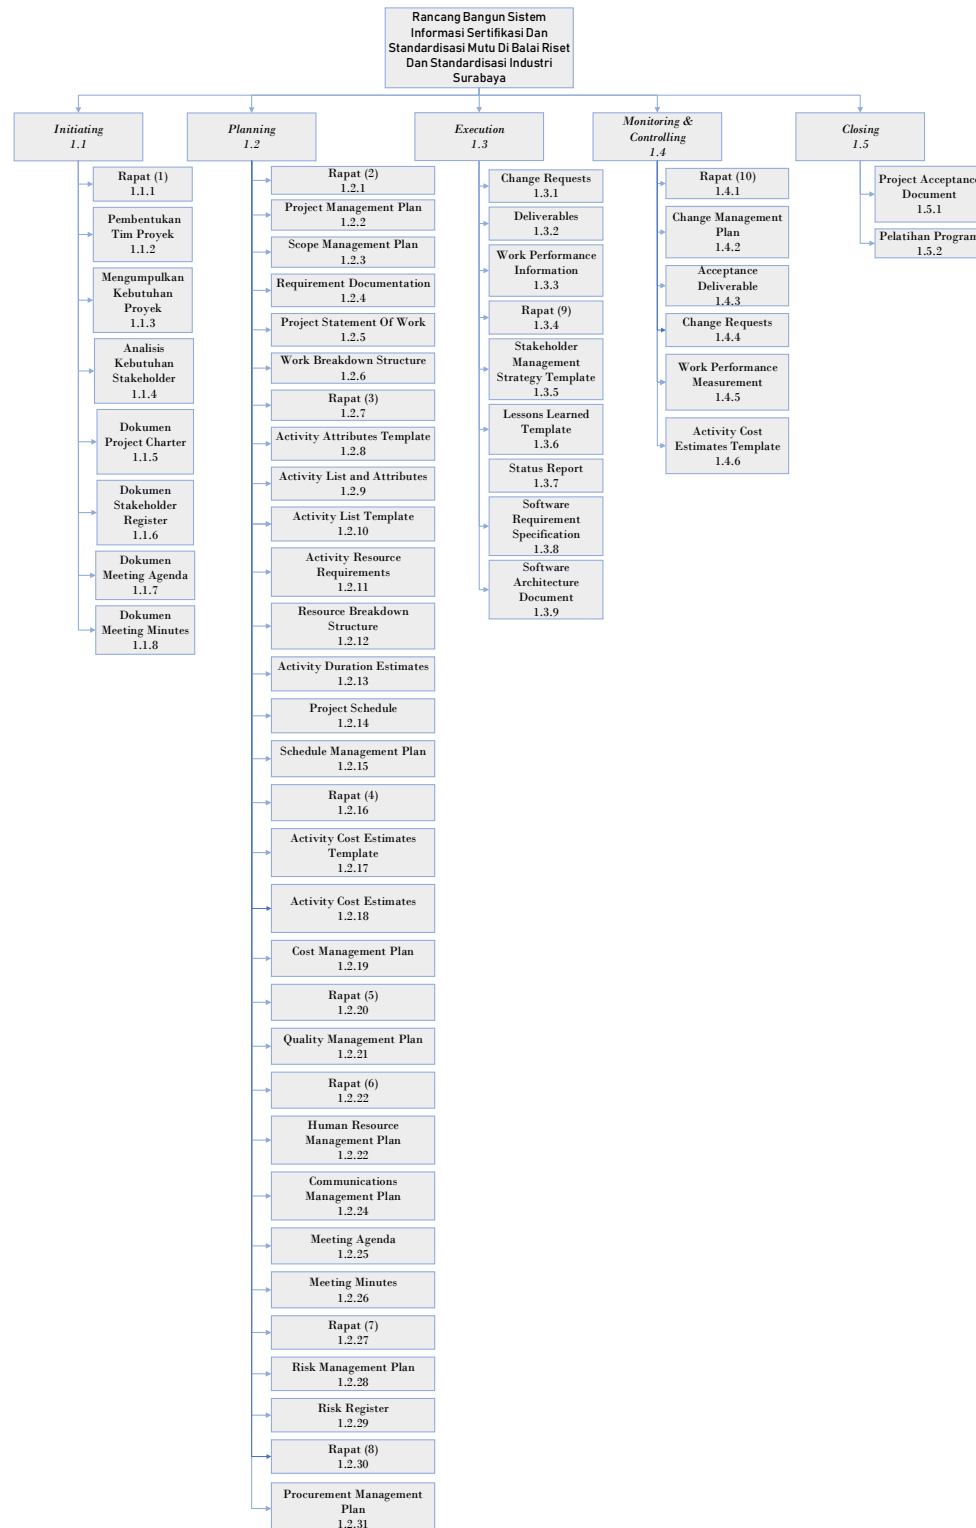 Rancang Bangun Sistem
Informasi Sertifikasi Dan
Standardisasi Mutu Di Balai Riset
Dan Standardisasi Industri
Surabaya
Initiating
1.1
Rapat (1)
1.1.1
Pembentukan
Tim Proyek
1.1.2
Mengumpulkan
Kebutuhan
Proyek
1.1.3
Analisis
Kebutuhan
Stakeholder
1.1.4
Dokumen
Project Charter
1.1.5
Dokumen
Stakeholder
Register
1.1.6
Dokumen
Meeting Agenda
1.1.7
Dokumen
Meeting Minutes
1.1.8
Planning
1.2
Rapat (2)
1.2.1
Project Management Plan
1.2.2
Scope Management Plan
1.2.3
Requirement Documentation
1.2.4
Project Statement Of Work
1.2.5
Work Breakdown Structure
1.2.6
Rapat (3)
1.2.7
Activity Attributes Template
1.2.8
Activity List and Attributes
1.2.9
Activity List Template
1.2.10
Activity Resource
Requirements
1.2.11
Resource Breakdown
Structure
1.2.12
Activity Duration Estimates
1.2.13
Project Schedule
1.2.14
Schedule Management Plan
1.2.15
Rapat (4)
1.2.16
Activity Cost Estimates
Template
1.2.17
Activity Cost Estimates
1.2.18
Cost Management Plan
1.2.19
Rapat (5)
1.2.20
Quality Management Plan
1.2.21
Rapat (6)
1.2.22
Human Resource
Management Plan
1.2.22
Communications
Management Plan
1.2.24
Meeting Agenda
1.2.25
Meeting Minutes
1.2.26
Rapat (7)
1.2.27
Risk Management Plan
1.2.28
Risk Register
1.2.29
Rapat (8)
1.2.30
Procurement Management
Plan
1.2.31
Execution
1.3
Change Requests
1.3.1
Deliverables
1.3.2
Work Performance
Information
1.3.3
Rapat (9)
1.3.4
Stakeholder
Management
Strategy Template
1.3.5
Lessons Learned
Template
1.3.6
Status Report
1.3.7
Software
Requirement
Specification
1.3.8
Software
Architecture
Document
1.3.9
Monitoring &
Controlling
1.4
Rapat (10)
1.4.1
Change Management
Plan
1.4.2
Acceptance
Deliverable
1.4.3
Change Requests
1.4.4
Work Performance
Measurement
1.4.5
Activity Cost
Estimates Template
1.4.6
Closing
1.5
Project Acceptance
Document
1.5.1
Pelatihan Program
1.5.2